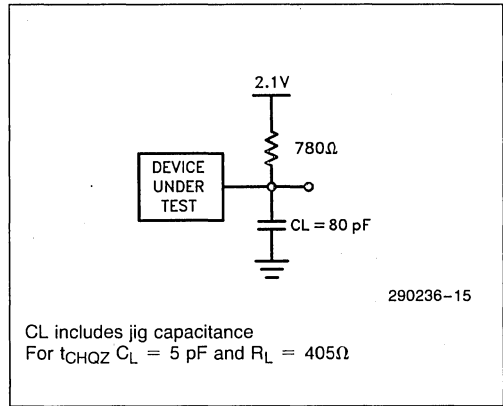 2.1V
780Ω
DEVICE
UNDER
TEST
CL = 80 pF
290236-15
CL includes jig capacitance
For tCHQZ CL = 5 pF and RL = 405Ω